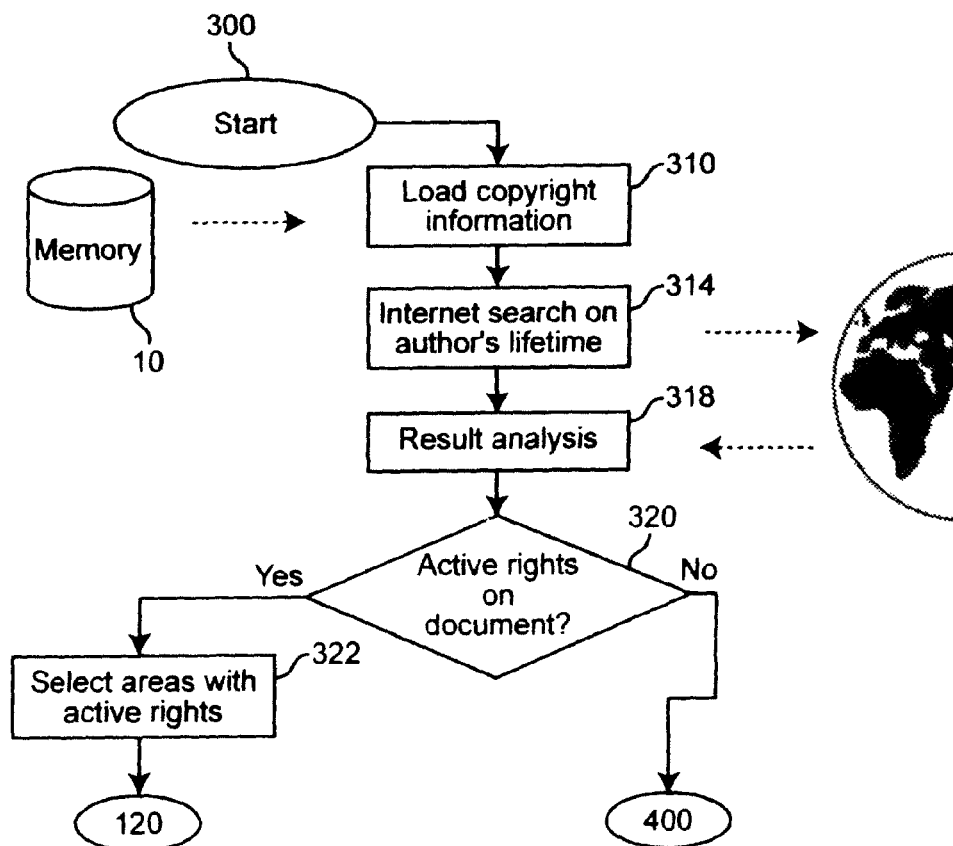 300
Start
310
Load copyright
information
Memory
10
314
Internet search on
author's lifetime
318
Result analysis
320
Active rights
on
document?
Yes
No
322
Select areas with
active rights
120
400